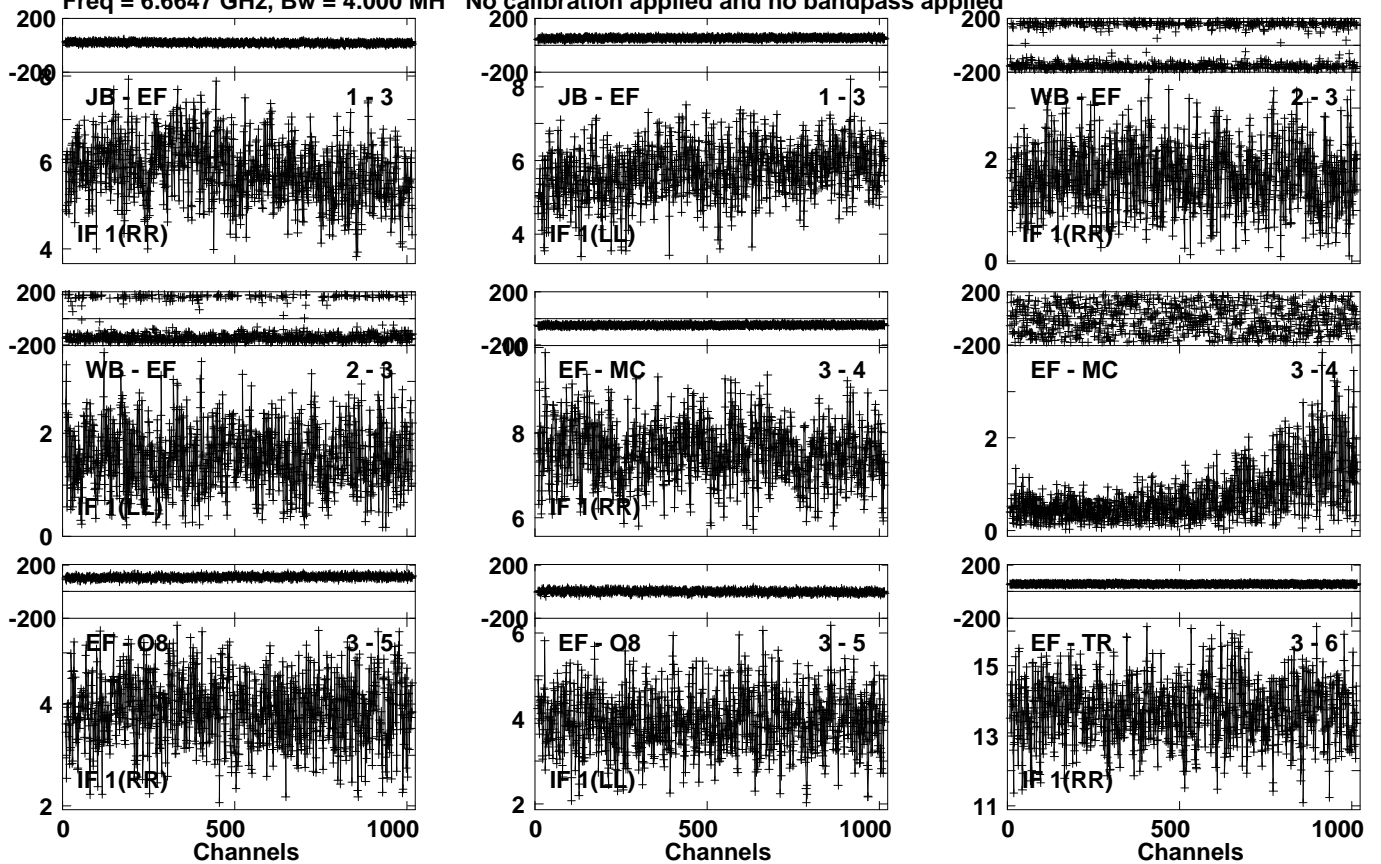 Freq = 6.6647 GHz, Bw = 4.000 MH No calibration applied and no bandpass applied
200
-200
8
JB - EF 1 - 3
6
4
IF 1(RR)
200
-200
8
JB - EF 1 - 3
6
4
IF 1(LL)
200
-200
WB - EF 2 - 3
2
0
IF 1(RR)
200
-200
WB - EF 2 - 3
2
0
IF 1(LL)
200
-200
10
EF - MC 3 - 4
8
6
IF 1(RR)
200
-200
EF - MC 3 - 4
2
0
200
-200
EF - O8 3 - 5
4
2
IF 1(RR)
0 500 1000
Channels
200
-200
6
EF - O8 3 - 5
4
2
IF 1(LL)
0 500 1000
Channels
200
-200
EF - TR 3 - 6
15
13
11
IF 1(RR)
0 500 1000
Channels